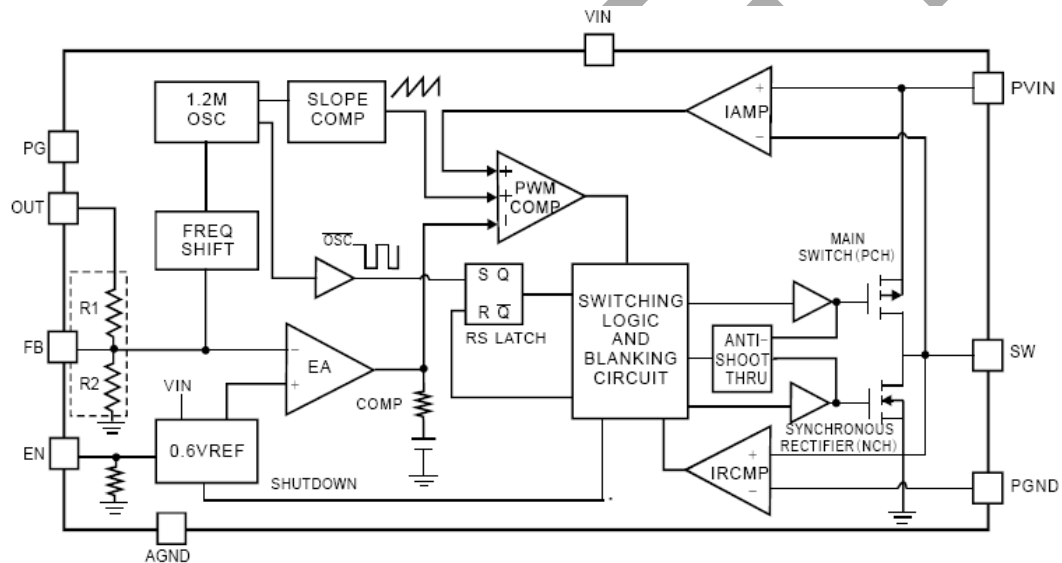 VIN
1.2M
OSC
SLOPE
COMP
+
IAMP
−
PVIN
PG
OUT
FREQ
SHIFT
+
+
−
PWM
COMP
OSC
MAIN
SWITCH (PCH)
S Q
R Q
RS LATCH
SWITCHING
LOGIC
AND
BLANKING
CIRCUIT
ANTI-
SHOOT
THRU
R1
FB
R2
−
EA
+
SW
VIN
COMP
EN
0.6VREF
SHUTDOWN
SYNCHRONOUS
RECTIFIER (NCH)
+
IRCMP
−
PGND
AGND